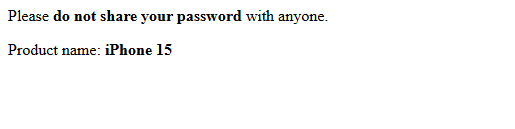 Please do not share your password with anyone.
Product name: iPhone 15